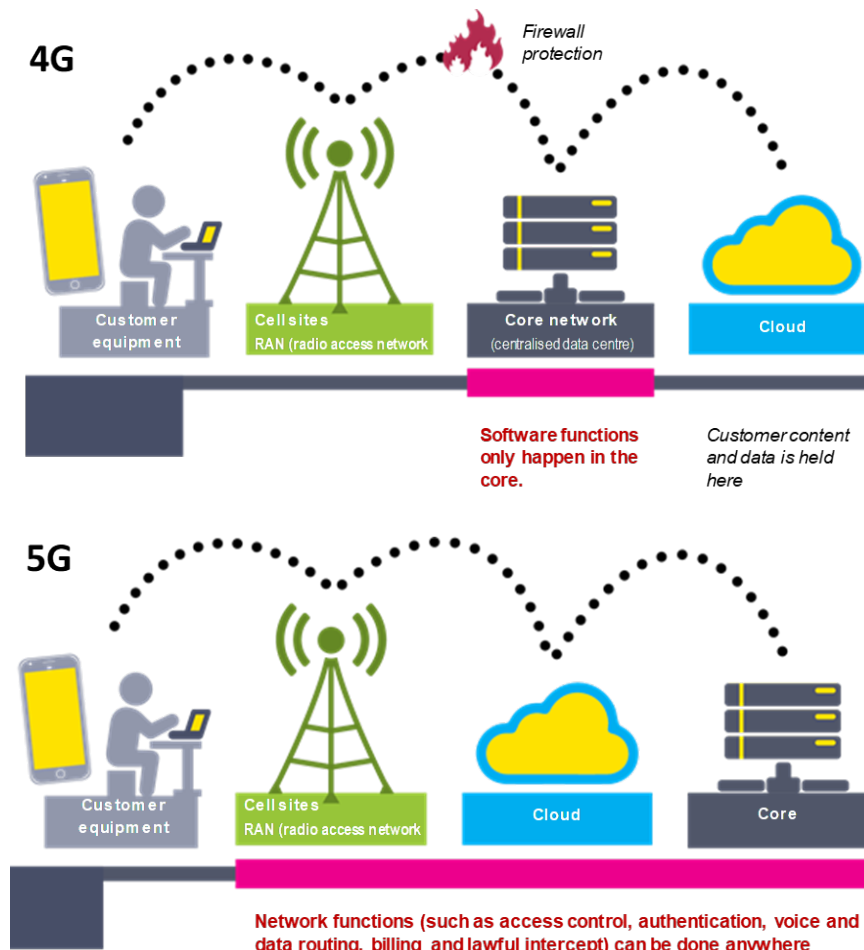 4G
Firewall
protection
Customer
equipment
Cell sites
RAN (radio access network
Core network
(centralised data centre)
Cloud
Software functions
only happen in the
core.
Customer content
and data is held
here
5G
Customer
equipment
Cell sites
RAN (radio access network
Cloud
Core
Network functions (such as access control, authentication, voice and
data routing, billing and lawful intercept) can be done anywhere